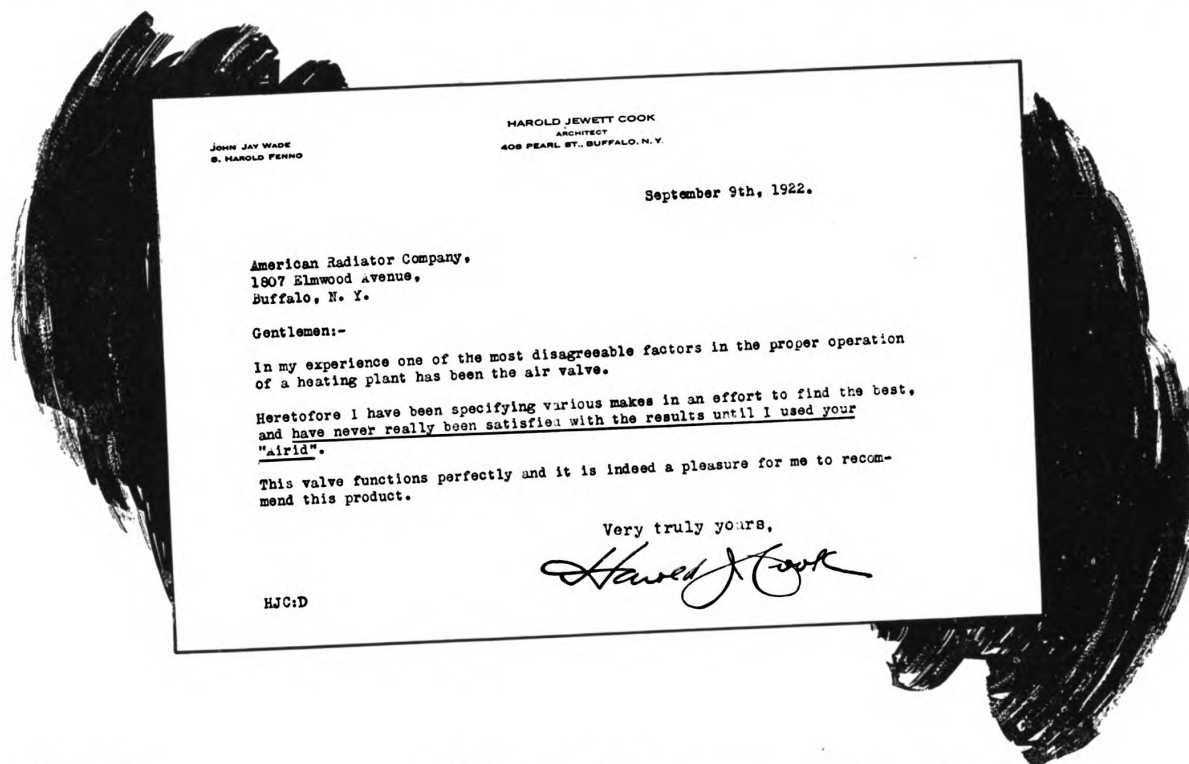 JOHN JAY WADE
S. HAROLD FENNO
HAROLD JEWETT COOK
ARCHITECT
408 PEARL ST., BUFFALO, N. Y.
September 9th, 1922.
American Radiator Company,
1807 Elmwood Avenue,
Buffalo, N. Y.
Gentlemen:-
In my experience one of the most disagreeable factors in the proper operation
of a heating plant has been the air valve.
Heretofore I have been specifying various makes in an effort to find the best,
and have never really been satisfied with the results until I used your
"Airid".
This valve functions perfectly and it is indeed a pleasure for me to recom-
mend this product.
Very truly yours,
Harold J Cook
HJC:D